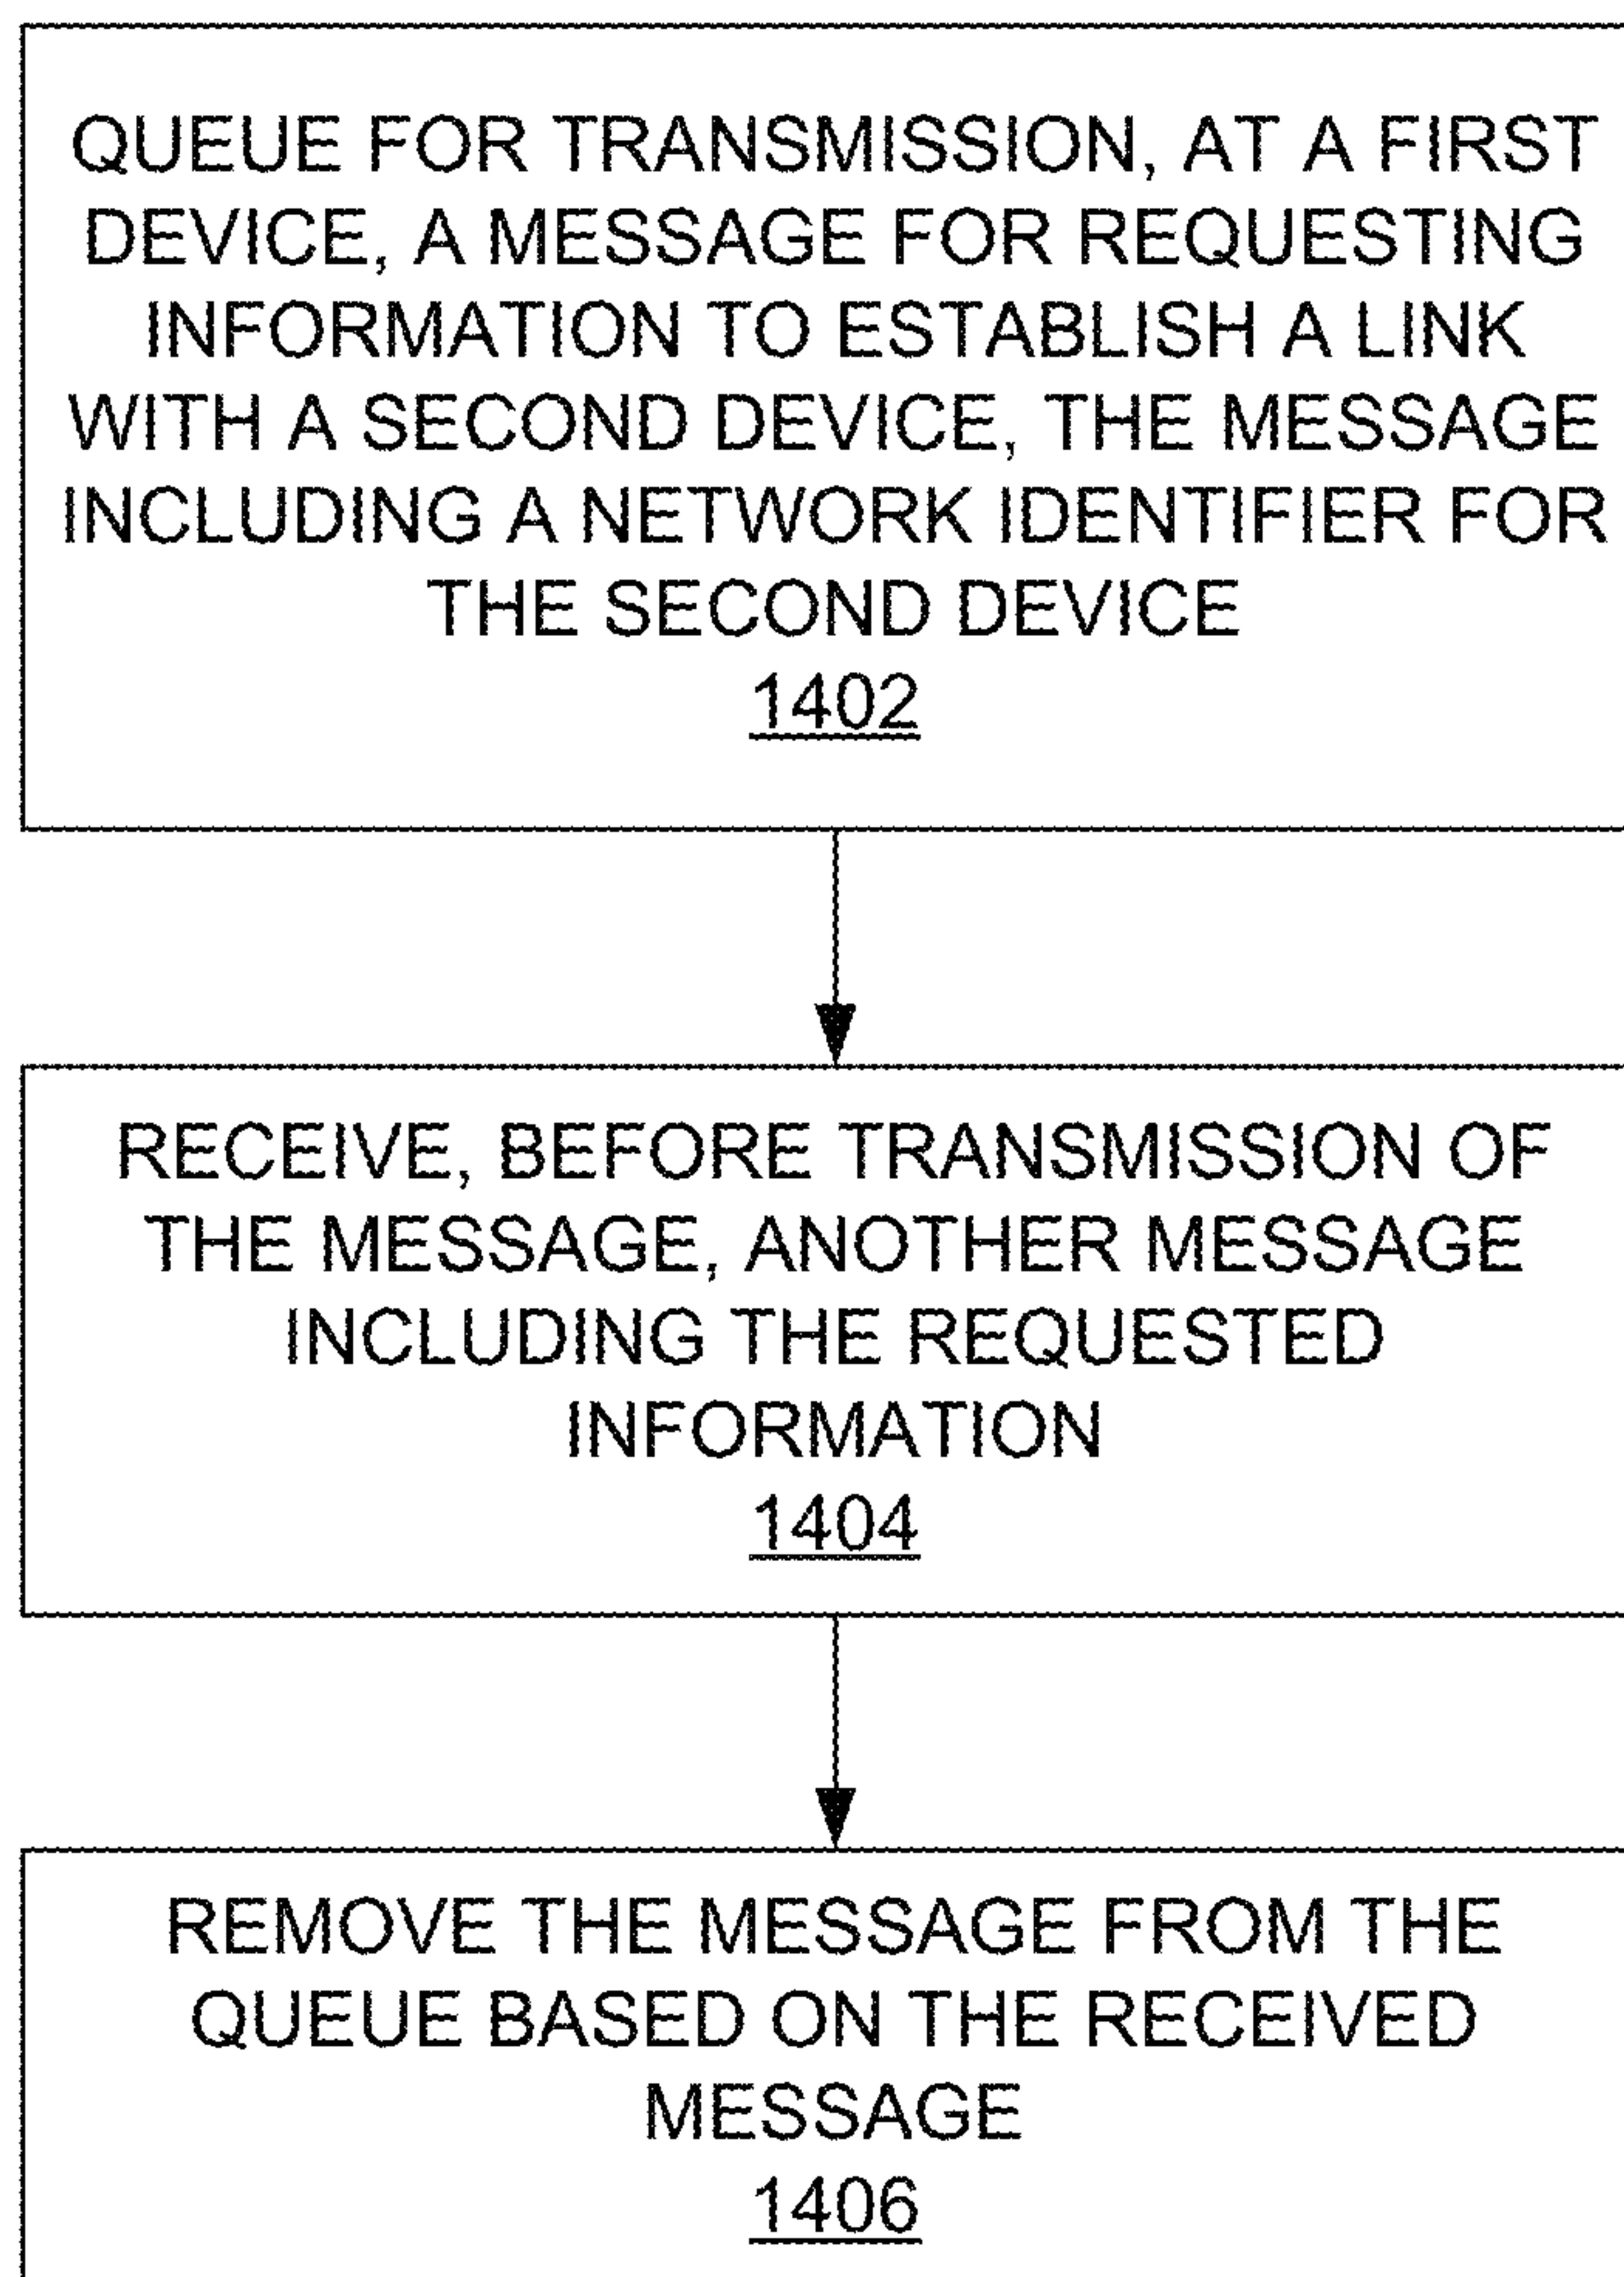 QUEUE FOR TRANSMISSION, AT A FIRST
DEVICE, A MESSAGE FOR REQUESTING
INFORMATION TO ESTABLISH A LINK
WITH A SECOND DEVICE, THE MESSAGE
INCLUDING A NETWORK IDENTIFIER FOR
THE SECOND DEVICE
1402
RECEIVE, BEFORE TRANSMISSION OF
THE MESSAGE, ANOTHER MESSAGE
INCLUDING THE REQUESTED
INFORMATION
1404
REMOVE THE MESSAGE FROM THE
QUEUE BASED ON THE RECEIVED
MESSAGE
1406